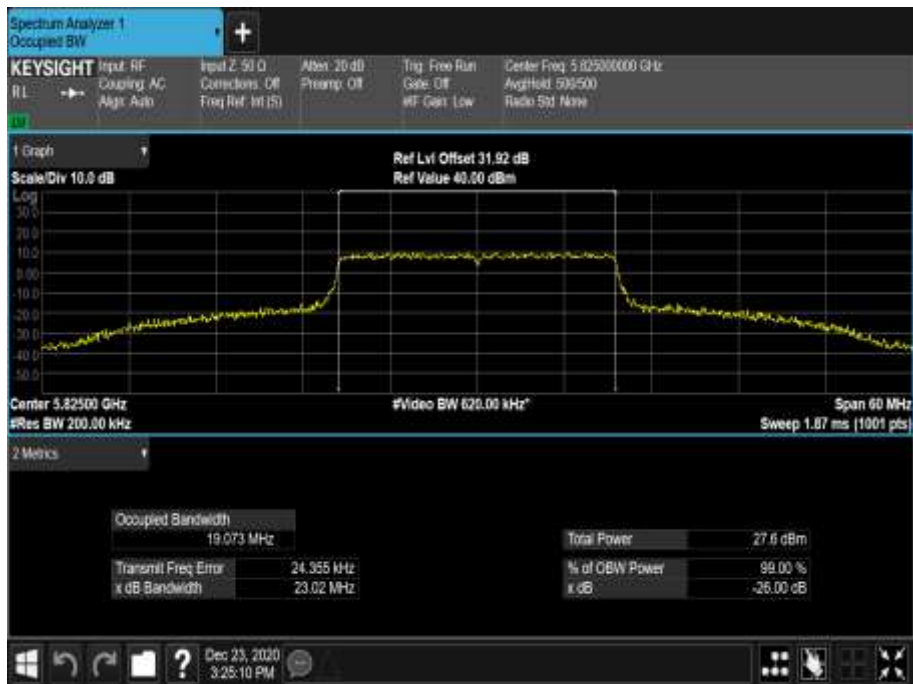 Spectrum Analyzer 1
Occupied BW
+
KEYSIGHT Input: RF Input Z: 50 Ω Atten: 20 dB Trig: Free Run Center Freq: 5.825000000 GHz
RL Coupling: AC Corrections: Off Preamp: Off Gate: Off Avg|Hold: 500/500
Align: Auto Freq Ref: Int (S) #IF Gain: Low Radio Std: None
1 Graph
Ref Lvl Offset 31.92 dB
Scale/Div 10.0 dB Ref Value 40.00 dBm
Log
30.0
20.0
10.0
0.00
-10.0
-20.0
-30.0
-40.0
-50.0
Center 5.82500 GHz #Video BW 620.00 kHz* Span 60 MHz
#Res BW 200.00 kHz Sweep 1.87 ms (1001 pts)
2 Metrics
Occupied Bandwidth
19.073 MHz Total Power 27.6 dBm
Transmit Freq Error 24.355 kHz % of OBW Power 99.00 %
x dB Bandwidth 23.02 MHz x dB -26.00 dB
? Dec 23, 2020
3:25:10 PM